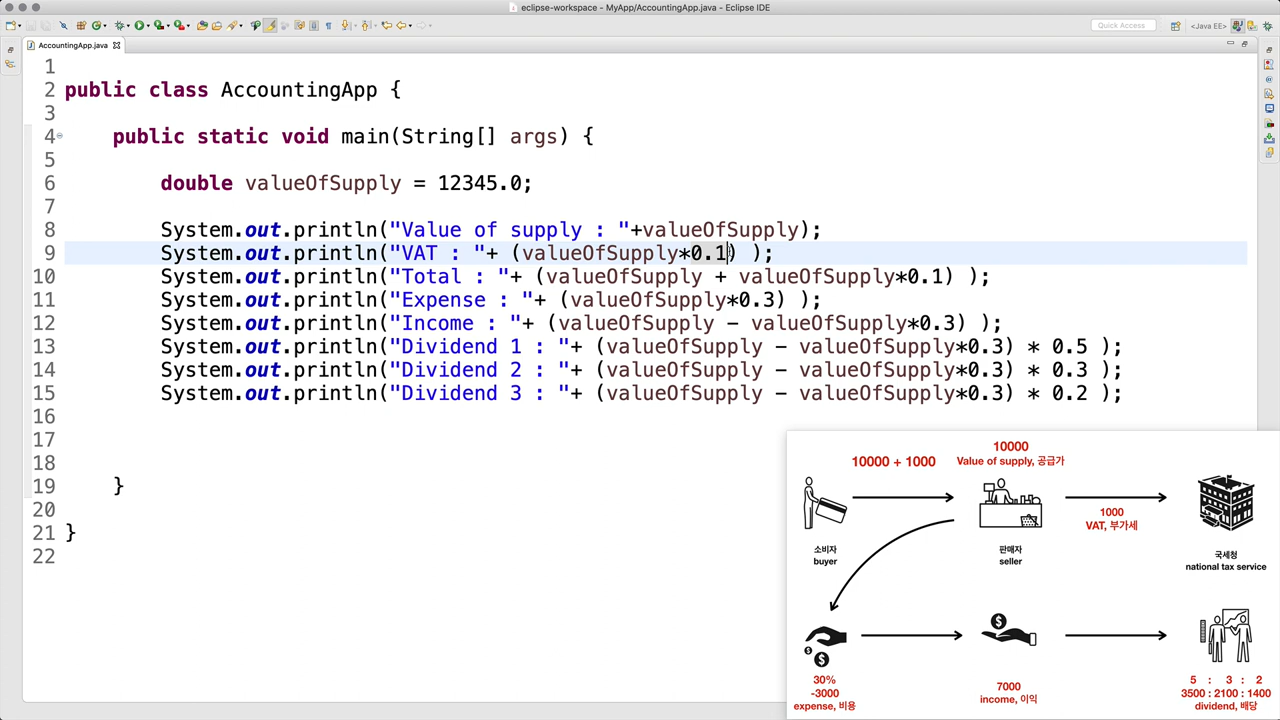 eclipse-workspace - MyApp/AccountingApp.java - Eclipse IDE
Quick Access
<Java EE>
AccountingApp.java
1
2 public class AccountingApp {
3
4 public static void main(String[] args) {
5
6 double valueOfSupply = 12345.0;
7
8 System.out.println("Value of supply : "+valueOfSupply);
9 System.out.println("VAT : "+ (valueOfSupply*0.1) );
10 System.out.println("Total : "+ (valueOfSupply + valueOfSupply*0.1) );
11 System.out.println("Expense : "+ (valueOfSupply*0.3) );
12 System.out.println("Income : "+ (valueOfSupply - valueOfSupply*0.3) );
13 System.out.println("Dividend 1 : "+ (valueOfSupply - valueOfSupply*0.3) * 0.5 );
14 System.out.println("Dividend 2 : "+ (valueOfSupply - valueOfSupply*0.3) * 0.3 );
15 System.out.println("Dividend 3 : "+ (valueOfSupply - valueOfSupply*0.3) * 0.2 );
16
17
18
19 }
20
21 }
22
10000 + 1000
10000
Value of supply, 공급가
1000
VAT, 부가세
소비자
buyer
판매자
seller
국세청
national tax service
30%
-3000
expense, 비용
7000
income, 이익
5 : 3 : 2
3500 : 2100 : 1400
dividend, 배당